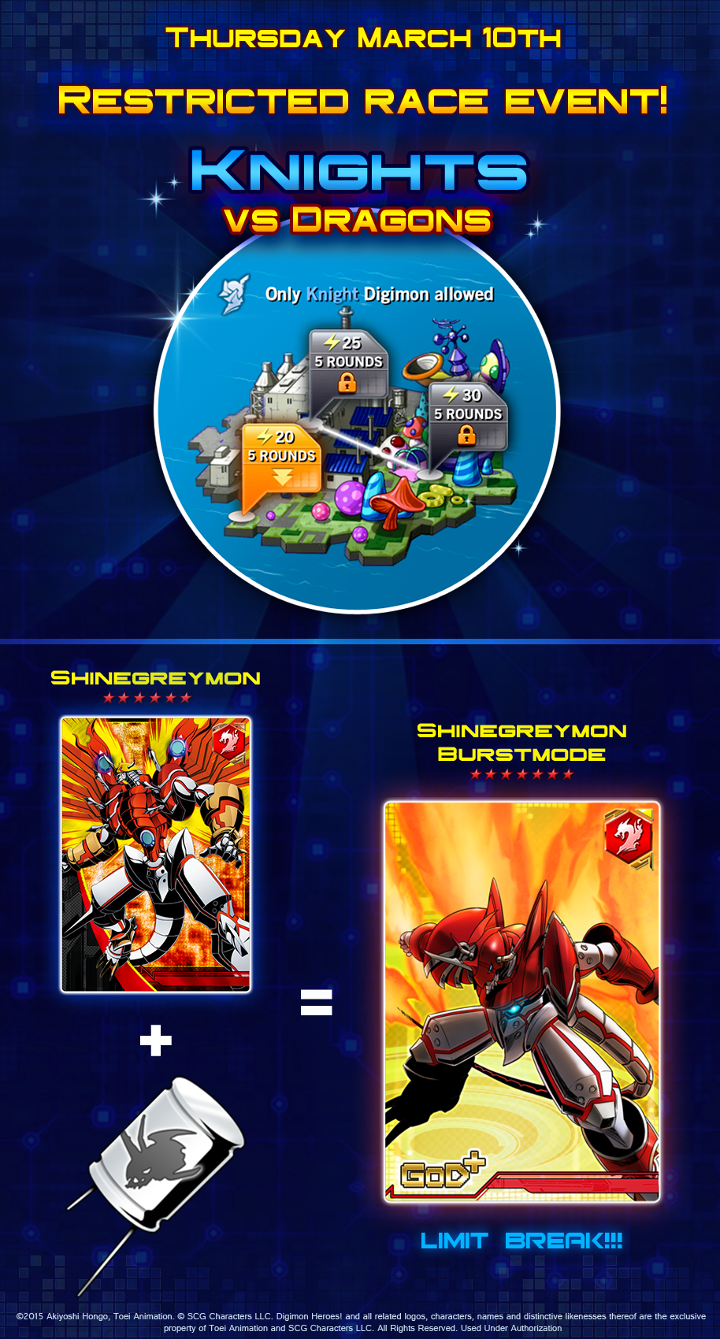 Thursday March 10th
Restricted race event!
Knights
vs Dragons
Only Knight Digimon allowed
25
5 ROUNDS
30
5 ROUNDS
20
5 ROUNDS
Shinegreymon
Shinegreymon
Burstmode
GOD+
LIMIT BREAK!!!
©2015 Akiyoshi Hongo, Toei Animation. © SCG Characters LLC. Digimon Heroes! and all related logos, characters, names and distinctive likenesses thereof are the exclusive
property of Toei Animation and SCG Characters LLC. All Rights Reserved. Used Under Authorization